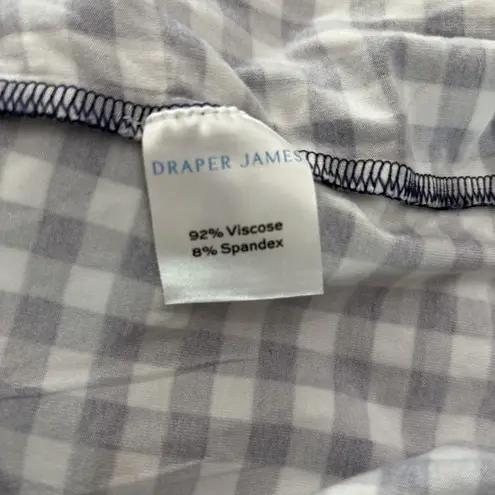 DRAPER JAMES
92% Viscose
8% Spandex